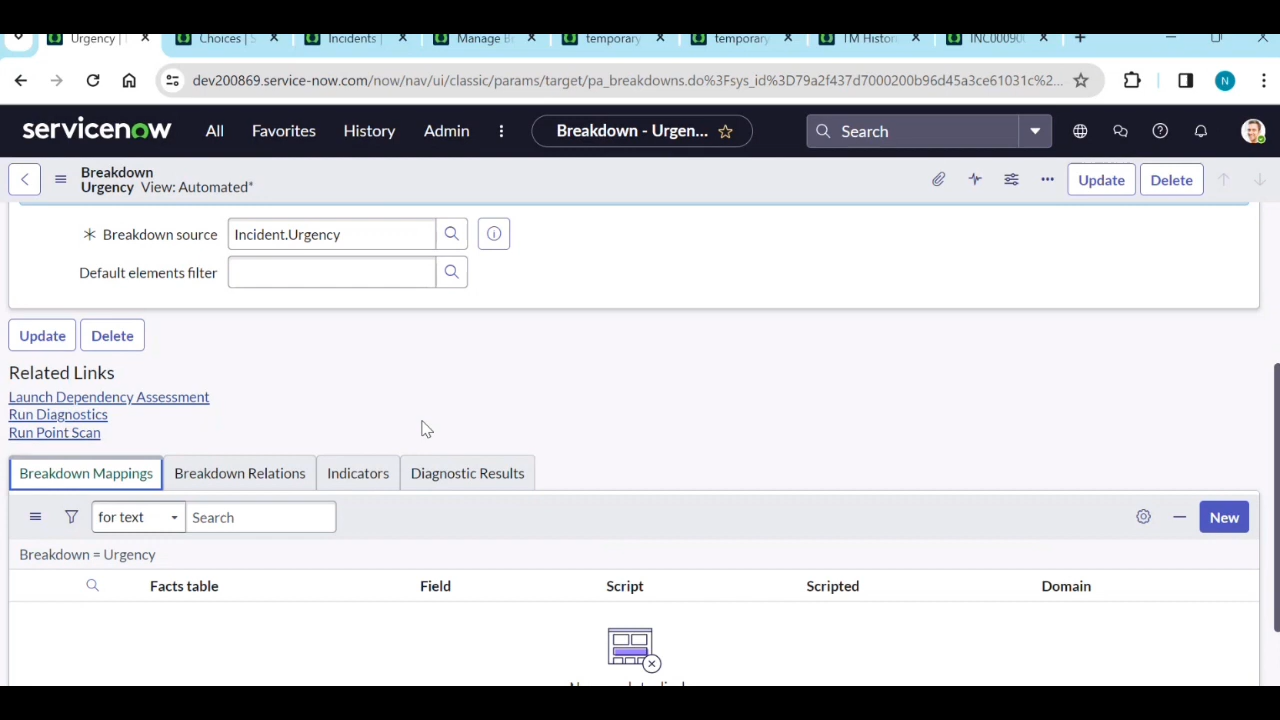 Urgency |
Choices | S
Incidents |
Manage B
temporary
temporary
TM Histor
INC00090
dev200869.service-now.com/now/nav/ui/classic/params/target/pa_breakdowns.do%3Fsys_id%3D79a2f437d7000200b96d45a3ce61031c%2...
N
servicenow
All
Favorites
History
Admin
Breakdown - Urgen...
Search
Breakdown
Urgency View: Automated*
Update
Delete
Breakdown source
Incident.Urgency
Default elements filter
Update
Delete
Related Links
Launch Dependency Assessment
Run Diagnostics
Run Point Scan
Breakdown Mappings
Breakdown Relations
Indicators
Diagnostic Results
for text
Search
New
Breakdown = Urgency
Facts table
Field
Script
Scripted
Domain